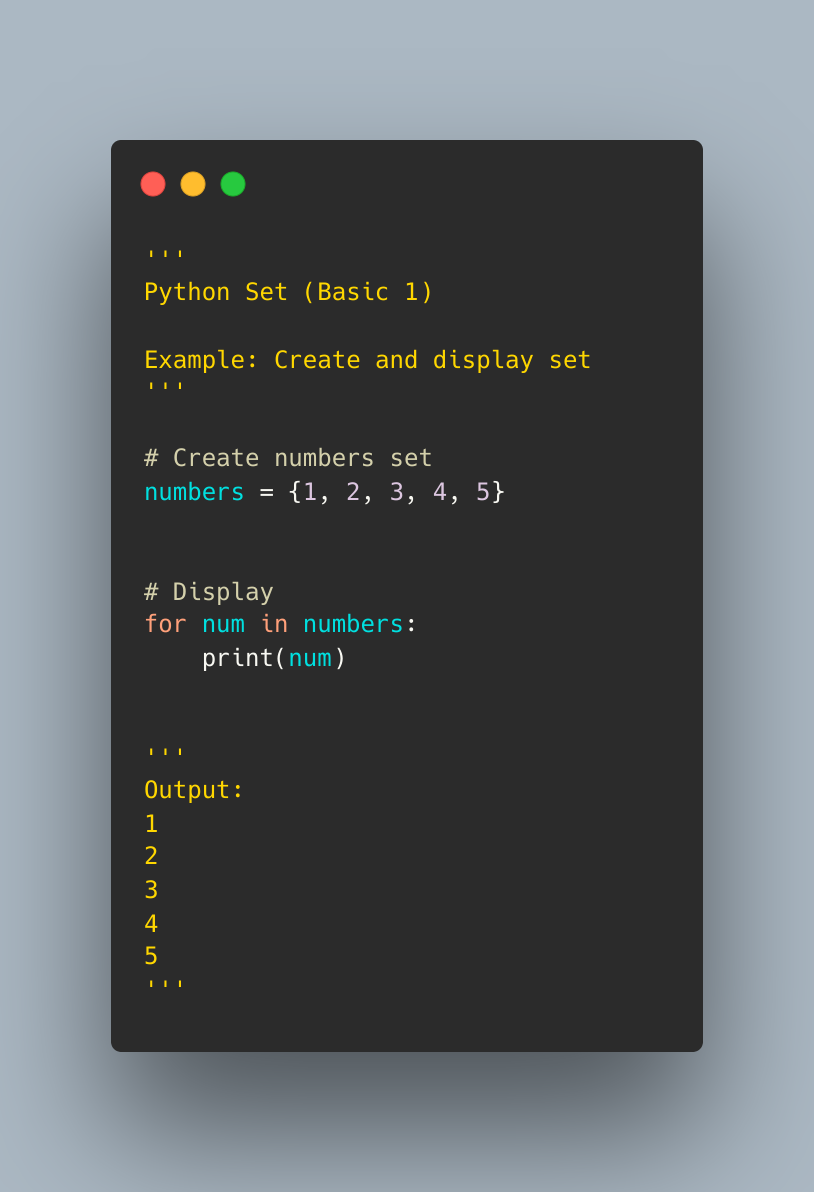 '''
Python Set (Basic 1)
Example: Create and display set
'''
# Create numbers set
numbers = {1, 2, 3, 4, 5}
# Display
for num in numbers:
    print(num)
'''
Output:
1
2
3
4
5
'''